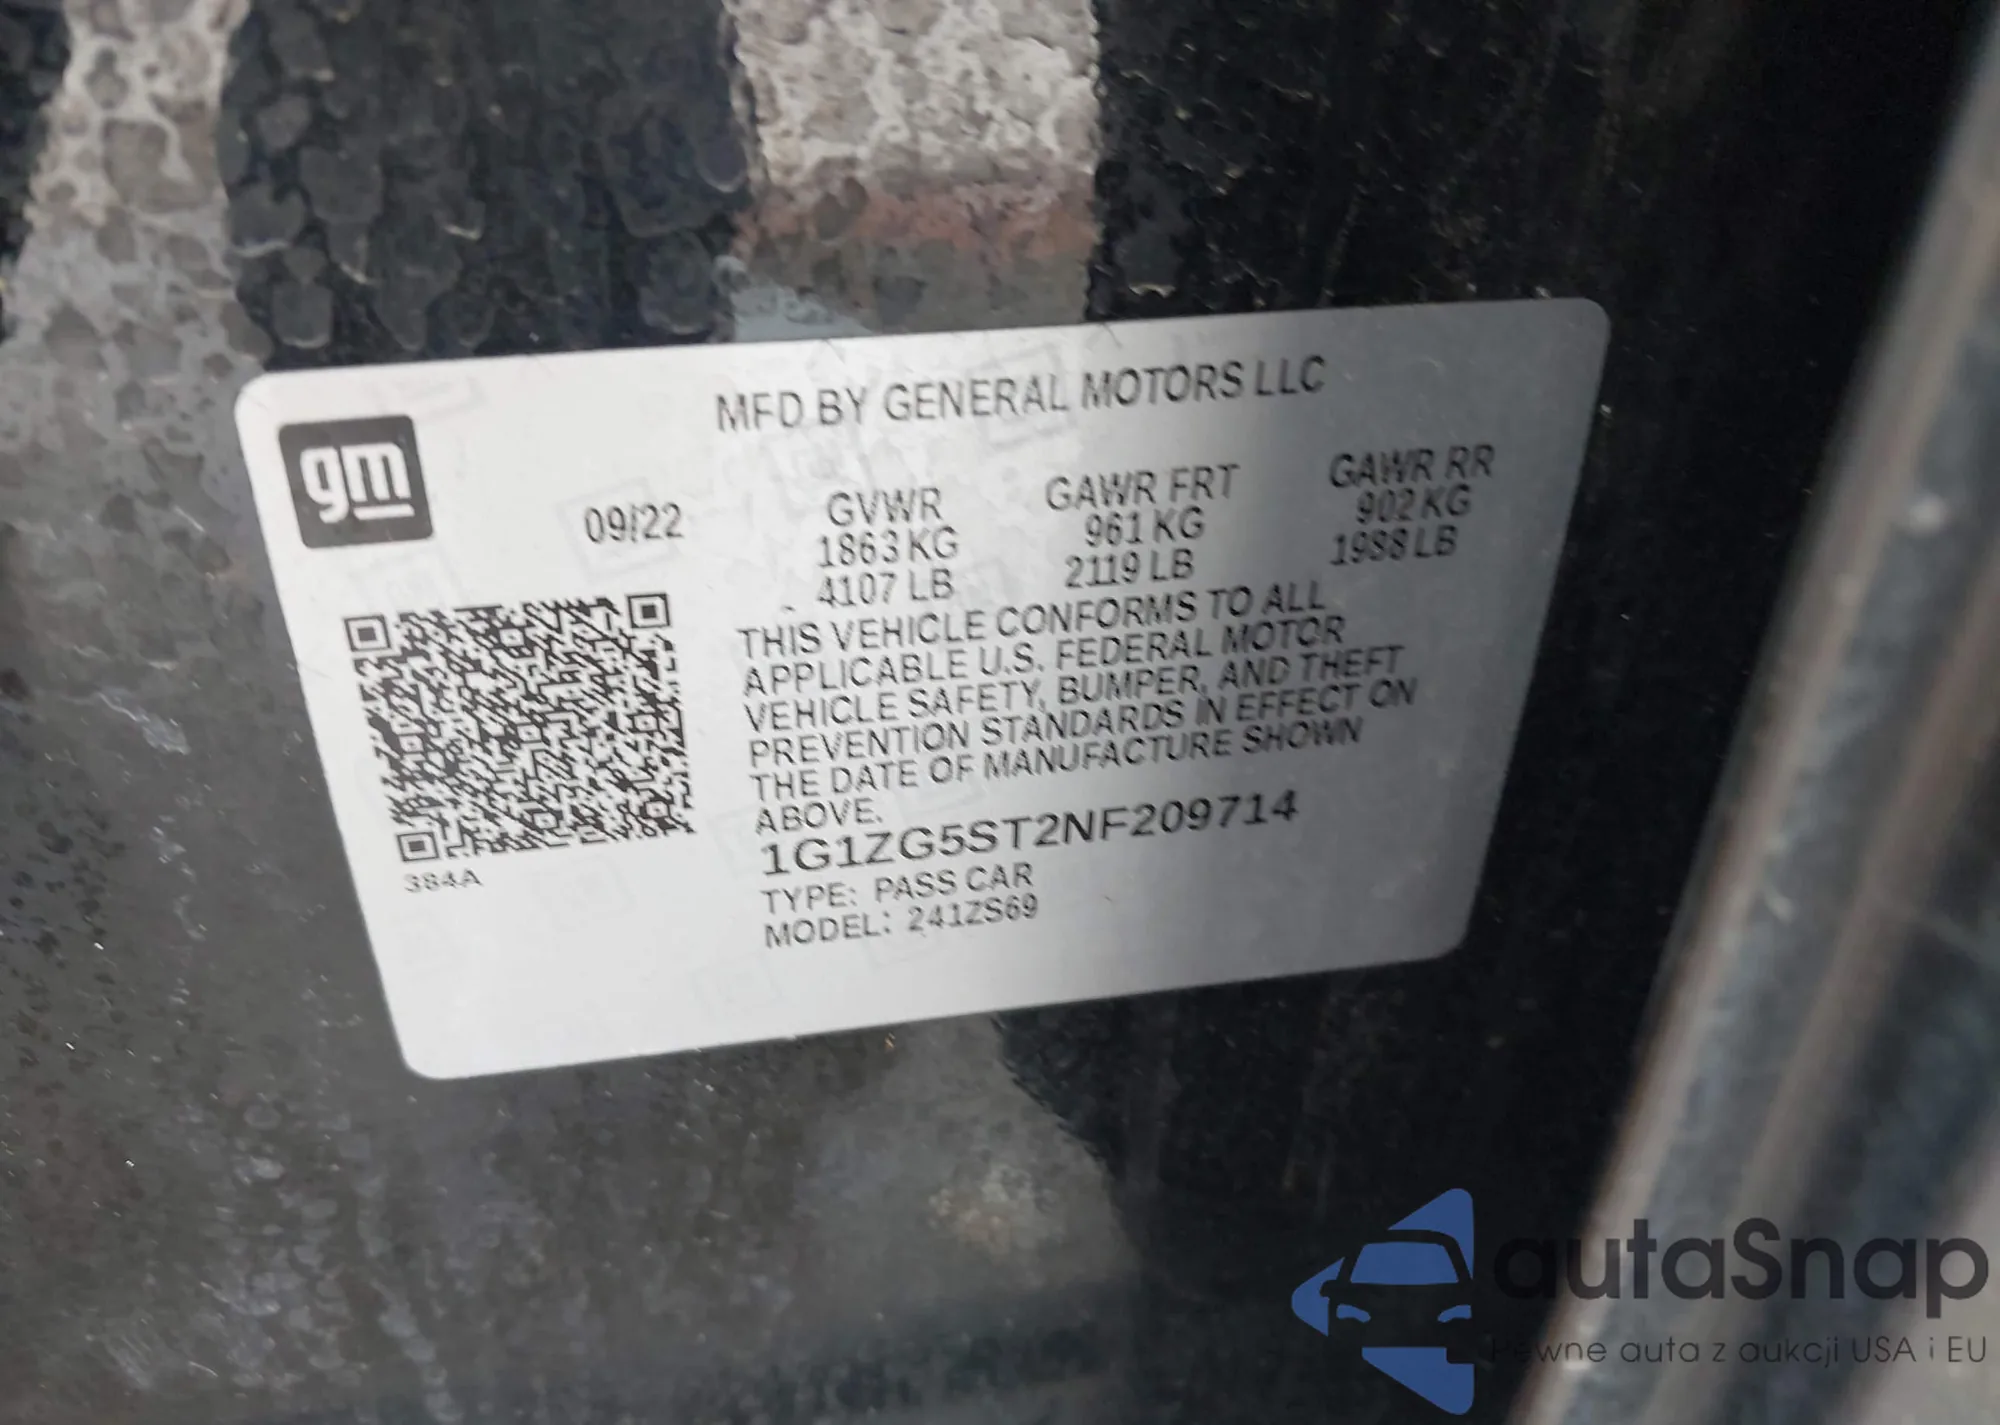 MFD BY GENERAL MOTORS LLC
gm
09/22
GVWR
1863 KG
4107 LB
GAWR FRT
961 KG
2119 LB
GAWR RR
902 KG
1988 LB
THIS VEHICLE CONFORMS TO ALL
APPLICABLE U.S. FEDERAL MOTOR
VEHICLE SAFETY, BUMPER, AND THEFT
PREVENTION STANDARDS IN EFFECT ON
THE DATE OF MANUFACTURE SHOWN
ABOVE.
1G1ZG5ST2NF209714
TYPE: PASS CAR
MODEL: 241ZS69
384A
autaSnap
Pewne auta z aukcji USA i EU